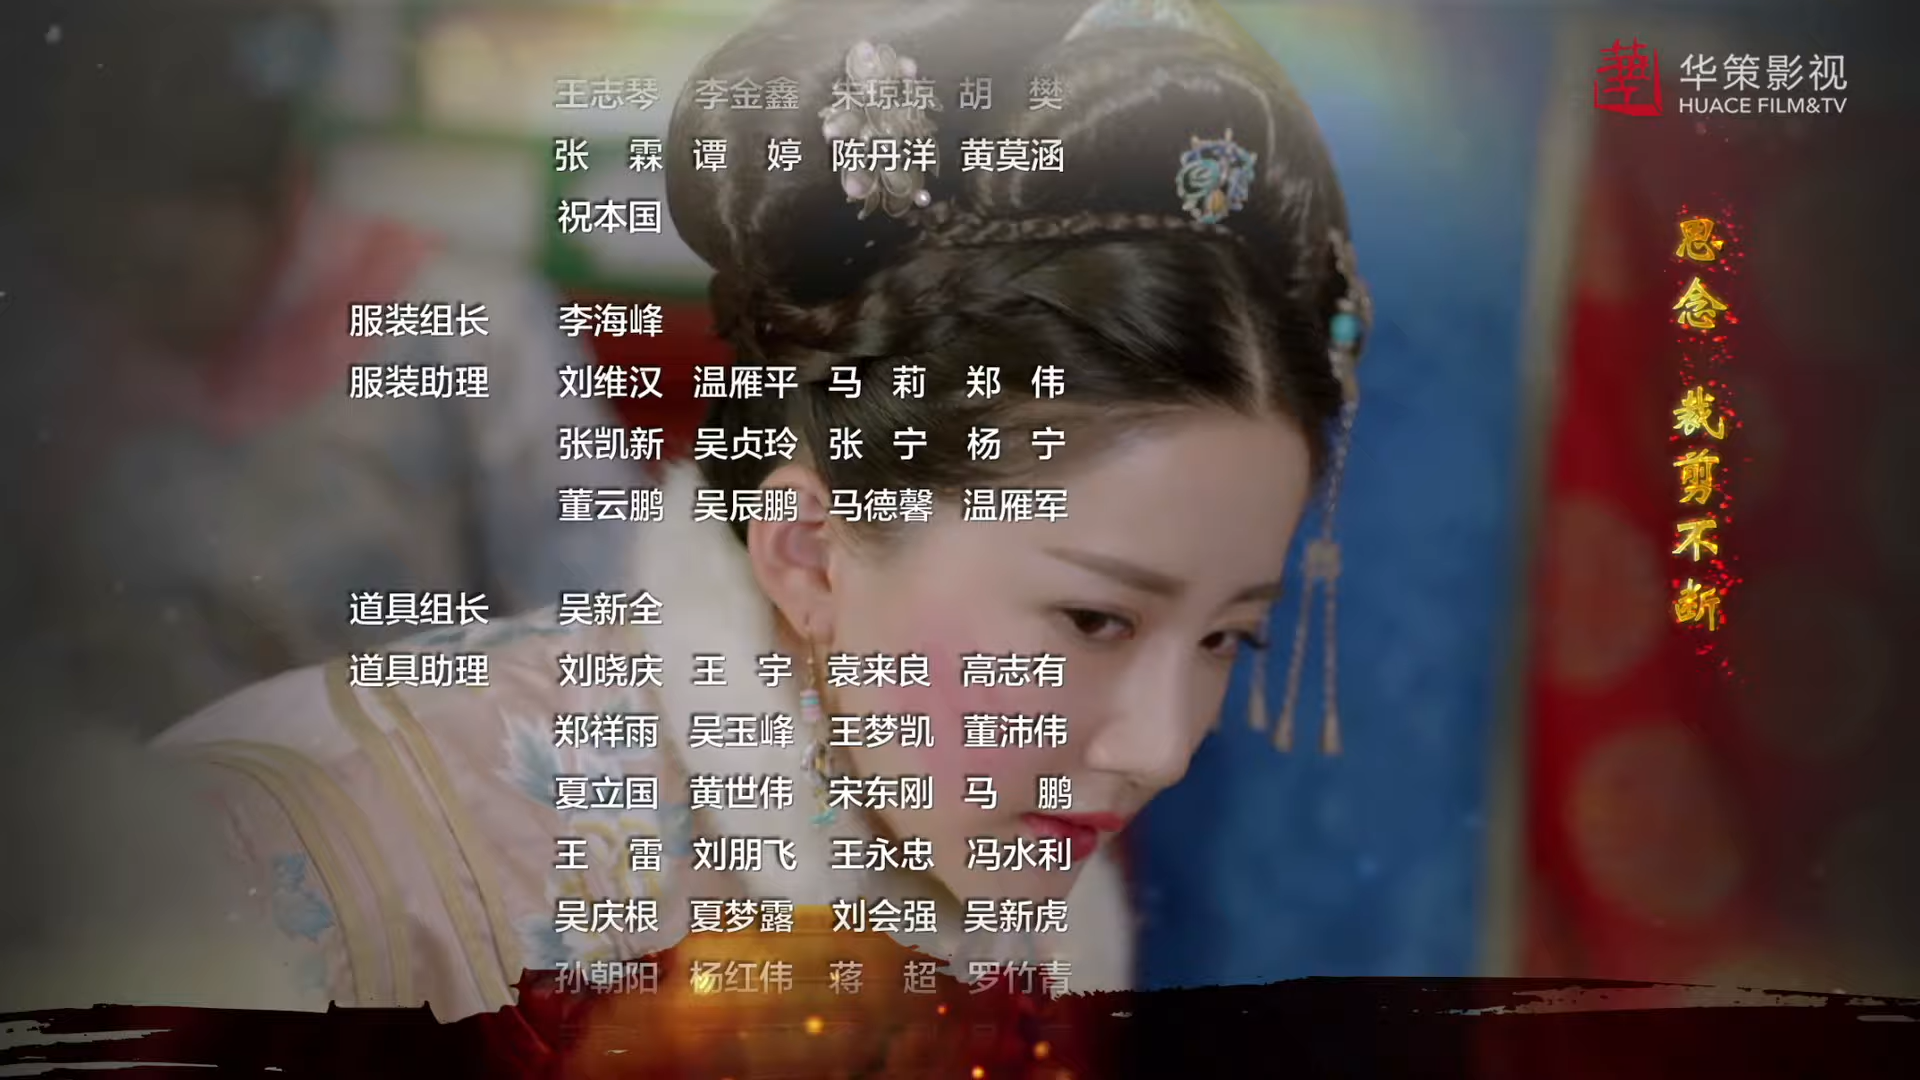 王志琴 李金鑫 朱琼琼 胡 樊
张 霖 谭 婷 陈丹洋 黄莫涵
祝本国
服装组长 李海峰
服装助理 刘维汉 温雁平 马 莉 郑 伟
张凯新 吴贞玲 张 宁 杨 宁
董云鹏 吴辰鹏 马德馨 温雁军
道具组长 吴新全
道具助理 刘晓庆 王 宇 袁来良 高志有
郑祥雨 吴玉峰 王梦凯 董沛伟
夏立国 黄世伟 宋东刚 马 鹏
王 雷 刘朋飞 王永忠 冯水利
吴庆根 夏梦露 刘会强 吴新虎
孙朝阳 杨红伟 蒋 超 罗竹青
華 华策影视
HUACE FILM&TV
思念 裁剪不断